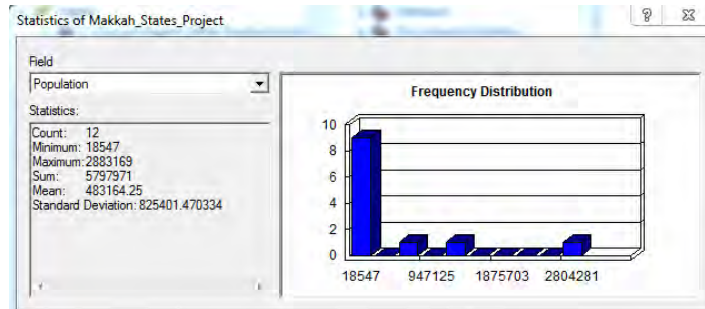 Statistics of Makkah_States_Project
Field
Population
Statistics:
Count: 12
Minimum: 18547
Maximum: 2883169
Sum: 5797971
Mean: 483164.25
Standard Deviation: 825401.470334
Frequency Distribution
10
8
6
4
2
0
18547 947125 1875703 2804281